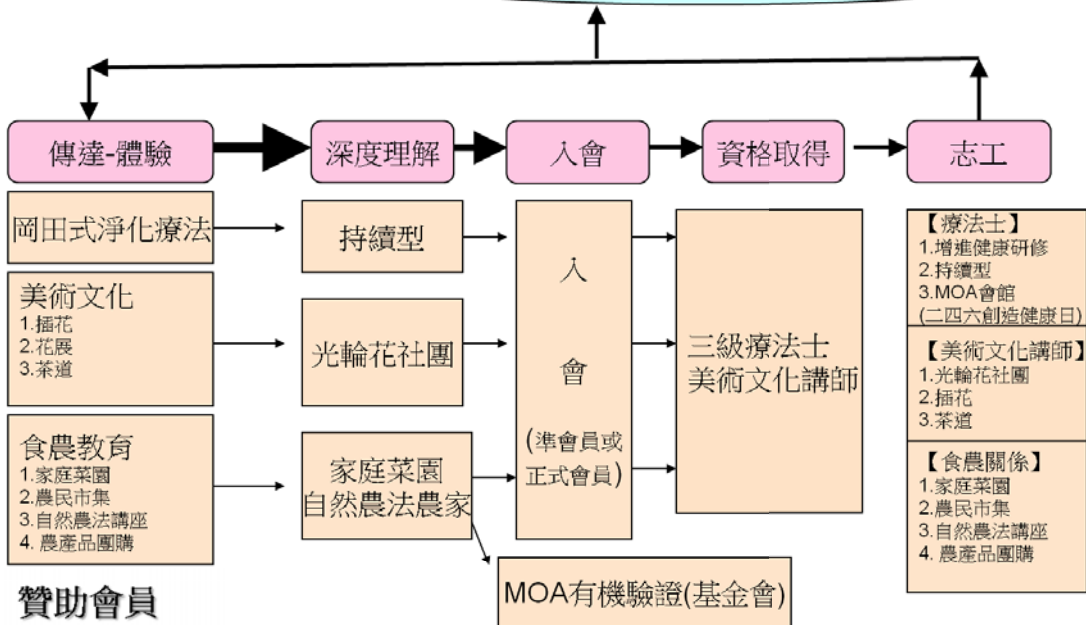 傳達-體驗
深度理解
入會
資格取得
志工
岡田式淨化療法
美術文化
1.插花
2.花展
3.茶道
食農教育
1.家庭菜園
2.農民市集
3.自然農法講座
4. 農產品團購
持續型
光輪花社團
家庭菜園
自然農法農家
入
會
(準會員或
正式會員)
三級療法士
美術文化講師
【療法士】
1.增進健康研修
2.持續型
3.MOA會館
(二四六創造健康日)
【美術文化講師】
1.光輪花社團
2.插花
3.茶道
【食農關係】
1.家庭菜園
2.農民市集
3.自然農法講座
4. 農產品團購
MOA有機驗證(基金會)
贊助會員